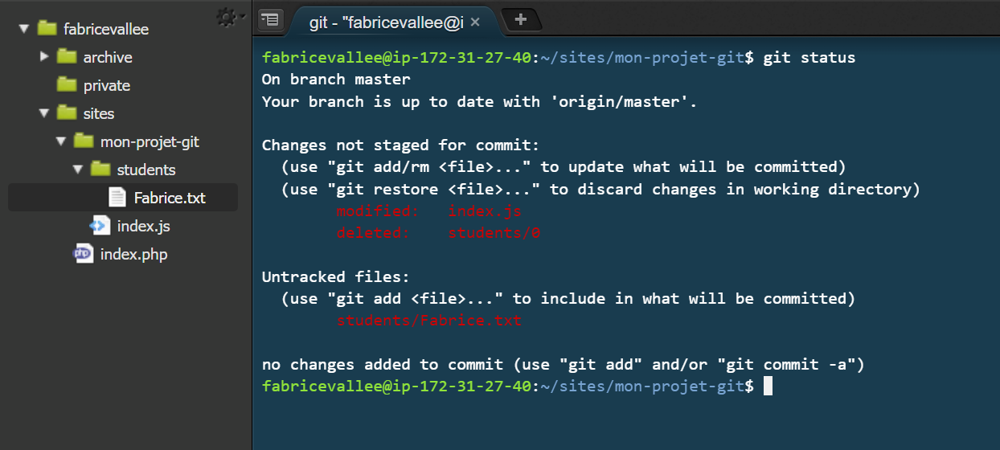 fabricevallee
archive
private
sites
mon-projet-git
students
Fabrice.txt
index.js
php index.php
git - "fabricevallee@i ×
+
fabricevallee@ip-172-31-27-40:~/sites/mon-projet-git$ git status
On branch master
Your branch is up to date with 'origin/master'.
Changes not staged for commit:
(use "git add/rm <file>..." to update what will be committed)
(use "git restore <file>..." to discard changes in working directory)
modified: index.js
deleted: students/0
Untracked files:
(use "git add <file>..." to include in what will be committed)
students/Fabrice.txt
no changes added to commit (use "git add" and/or "git commit -a")
fabricevallee@ip-172-31-27-40:~/sites/mon-projet-git$